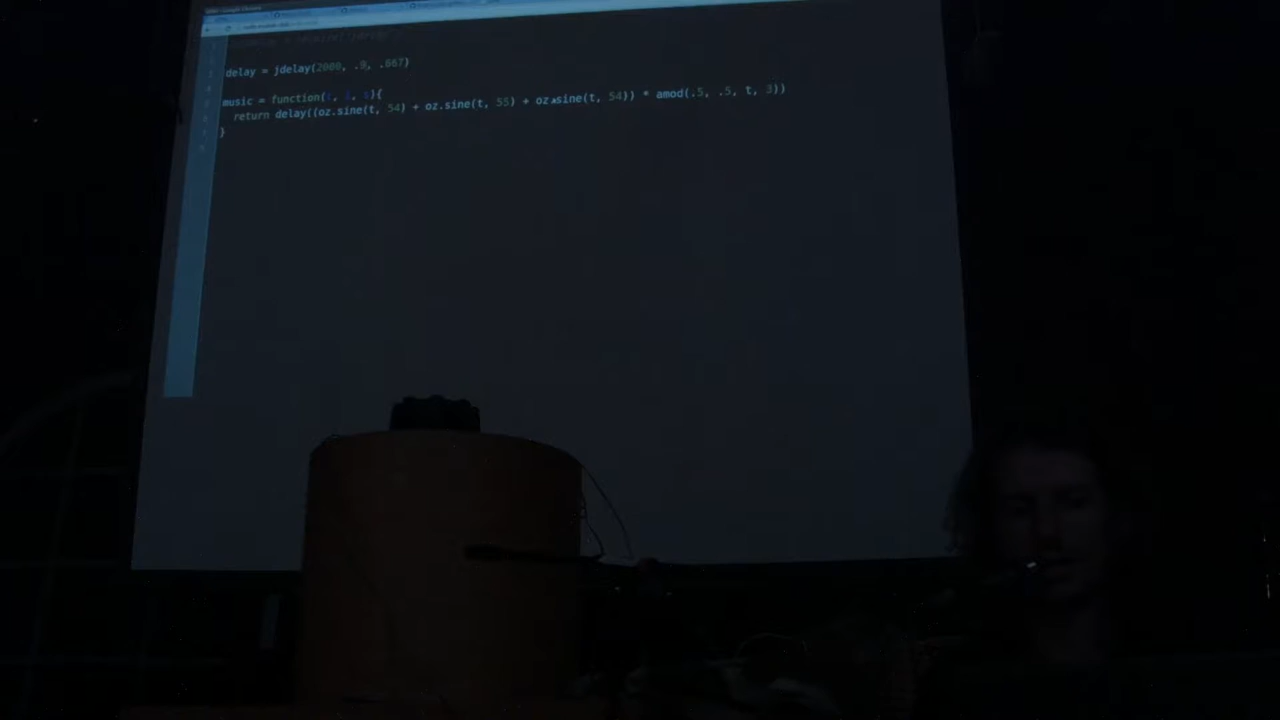 delay = jdelay(2000, .9, .067)
music = function(t, , ){
return delay((oz.sine(t, 54) + oz.sine(t, 55) + oz.sine(t, 54)) * amod(.5, .5, t, 3))
}